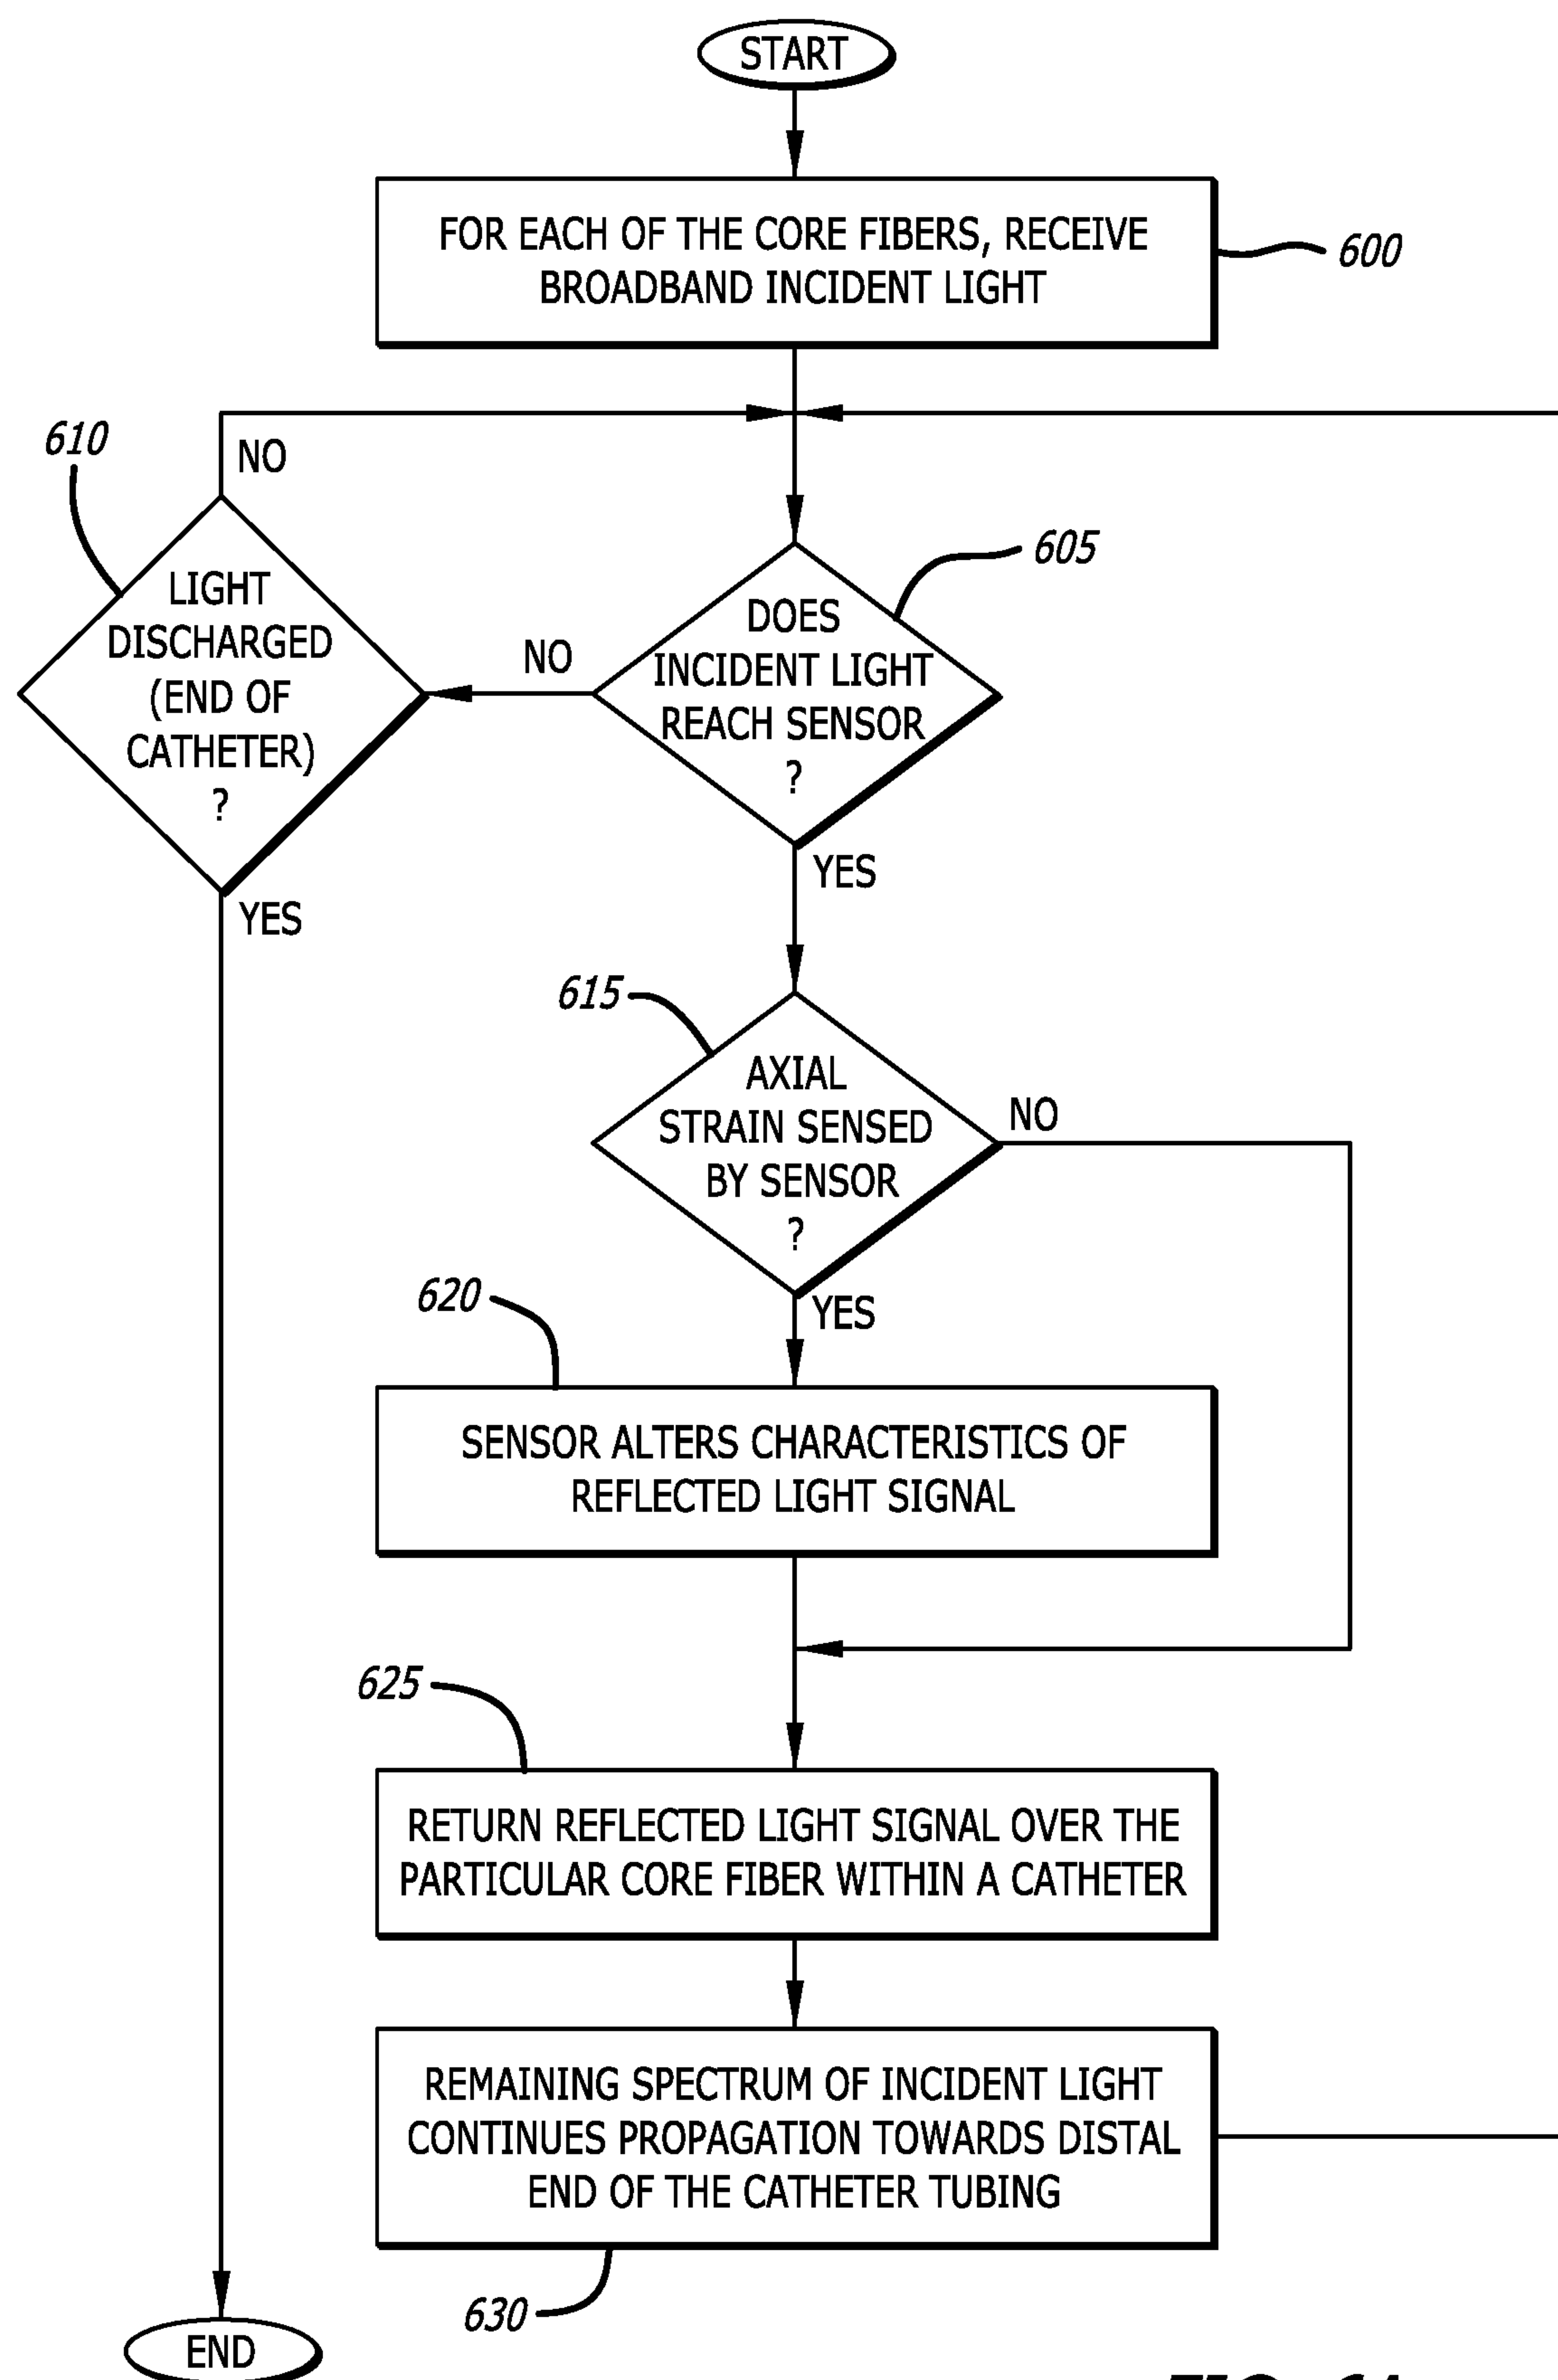 START
FOR EACH OF THE CORE FIBERS, RECEIVE
BROADBAND INCIDENT LIGHT
600
610
NO
605
LIGHT
DISCHARGED
(END OF
CATHETER)
?
NO
DOES
INCIDENT LIGHT
REACH SENSOR
?
YES
YES
615
AXIAL
STRAIN SENSED
BY SENSOR
?
NO
YES
620
SENSOR ALTERS CHARACTERISTICS OF
REFLECTED LIGHT SIGNAL
625
RETURN REFLECTED LIGHT SIGNAL OVER THE
PARTICULAR CORE FIBER WITHIN A CATHETER
REMAINING SPECTRUM OF INCIDENT LIGHT
CONTINUES PROPAGATION TOWARDS DISTAL
END OF THE CATHETER TUBING
630
END